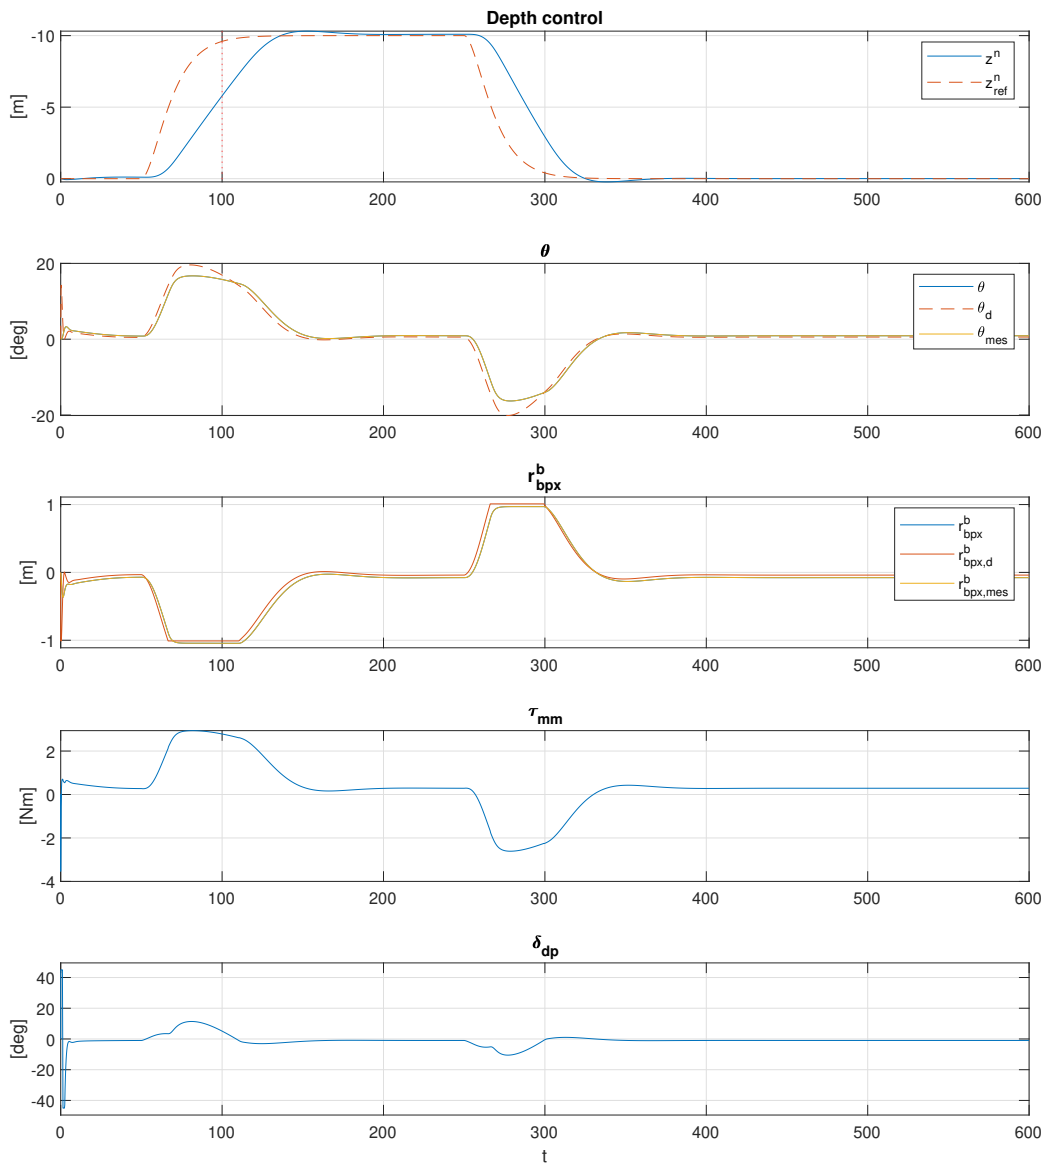 Depth control
-10
-5
0
[m]
z^n
z^n_ref
0 100 200 300 400 500 600
θ
20
0
-20
[deg]
θ
θ_d
θ_mes
0 100 200 300 400 500 600
r^b_bpx
1
0
-1
[m]
r^b_bpx
r^b_bpx,d
r^b_bpx,mes
0 100 200 300 400 500 600
τ_mm
2
0
-2
-4
[Nm]
0 100 200 300 400 500 600
δ_dp
40
20
0
-20
-40
[deg]
0 100 200 300 400 500 600
t